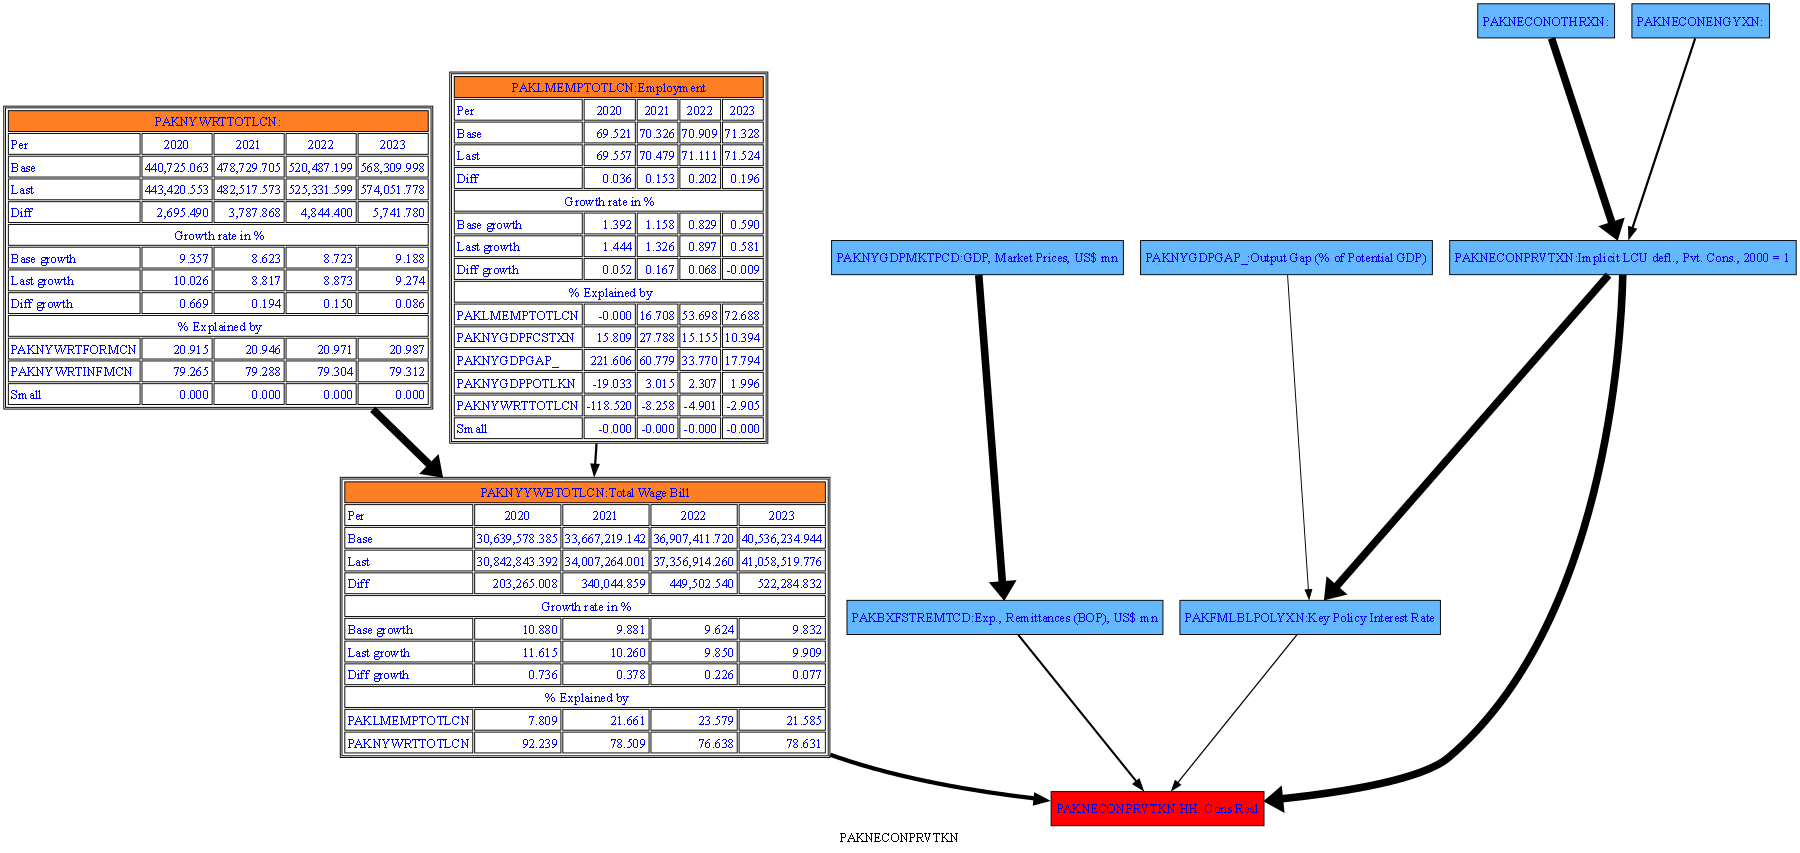 PAKNECONOTHRXN:
PAKNECONENGYXN:
PAKNYWRTTOTLCN:
Per 2020 2021 2022 2023
Base 440,725.063 478,729.705 520,487.199 568,309.998
Last 443,420.553 482,517.573 525,331.599 574,051.778
Diff 2,695.490 3,787.868 4,844.400 5,741.780
Growth rate in %
Base growth 9.357 8.623 8.723 9.188
Last growth 10.026 8.817 8.873 9.274
Diff growth 0.669 0.194 0.150 0.086
% Explained by
PAKNYWRTFORMCN 20.915 20.946 20.971 20.987
PAKNYWRTINFMCN 79.265 79.288 79.304 79.312
Small 0.000 0.000 0.000 0.000
PAKLMEMPTOTLCN:Employment
Per 2020 2021 2022 2023
Base 69.521 70.326 70.909 71.328
Last 69.557 70.479 71.111 71.524
Diff 0.036 0.153 0.202 0.196
Growth rate in %
Base growth 1.392 1.158 0.829 0.590
Last growth 1.444 1.326 0.897 0.581
Diff growth 0.052 0.167 0.068 -0.009
% Explained by
PAKLMEMPTOTLCN -0.000 16.708 53.698 72.688
PAKNYGDPFCSTXN 15.809 27.788 15.155 10.394
PAKNYGDPGAP_ 221.606 60.779 33.770 17.794
PAKNYGDPPOTLKN -19.033 3.015 2.307 1.996
PAKNYWRTTOTLCN -118.520 -8.258 -4.901 -2.905
Small -0.000 -0.000 -0.000 -0.000
PAKNYGDPMKTPCD:GDP, Market Prices, US$ mn
PAKNYGDPGAP_:Output Gap (% of Potential GDP)
PAKNECONPRVTXN:Implicit LCU defl., Pvt. Cons., 2000 = 1
PAKNYYWBTOTLCN:Total Wage Bill
Per 2020 2021 2022 2023
Base 30,639,578.385 33,667,219.142 36,907,411.720 40,536,234.944
Last 30,842,843.392 34,007,264.001 37,356,914.260 41,058,519.776
Diff 203,265.008 340,044.859 449,502.540 522,284.832
Growth rate in %
Base growth 10.880 9.881 9.624 9.832
Last growth 11.615 10.260 9.850 9.909
Diff growth 0.736 0.378 0.226 0.077
% Explained by
PAKLMEMPTOTLCN 7.809 21.661 23.579 21.585
PAKNYWRTTOTLCN 92.239 78.509 76.638 78.631
PAKBXFSTREMTCD:Exp., Remittances (BOP), US$ mn
PAKFMLBLPOLYXN:Key Policy Interest Rate
PAKNECONPRVTKN:HH. Cons Real
PAKNECONPRVTKN